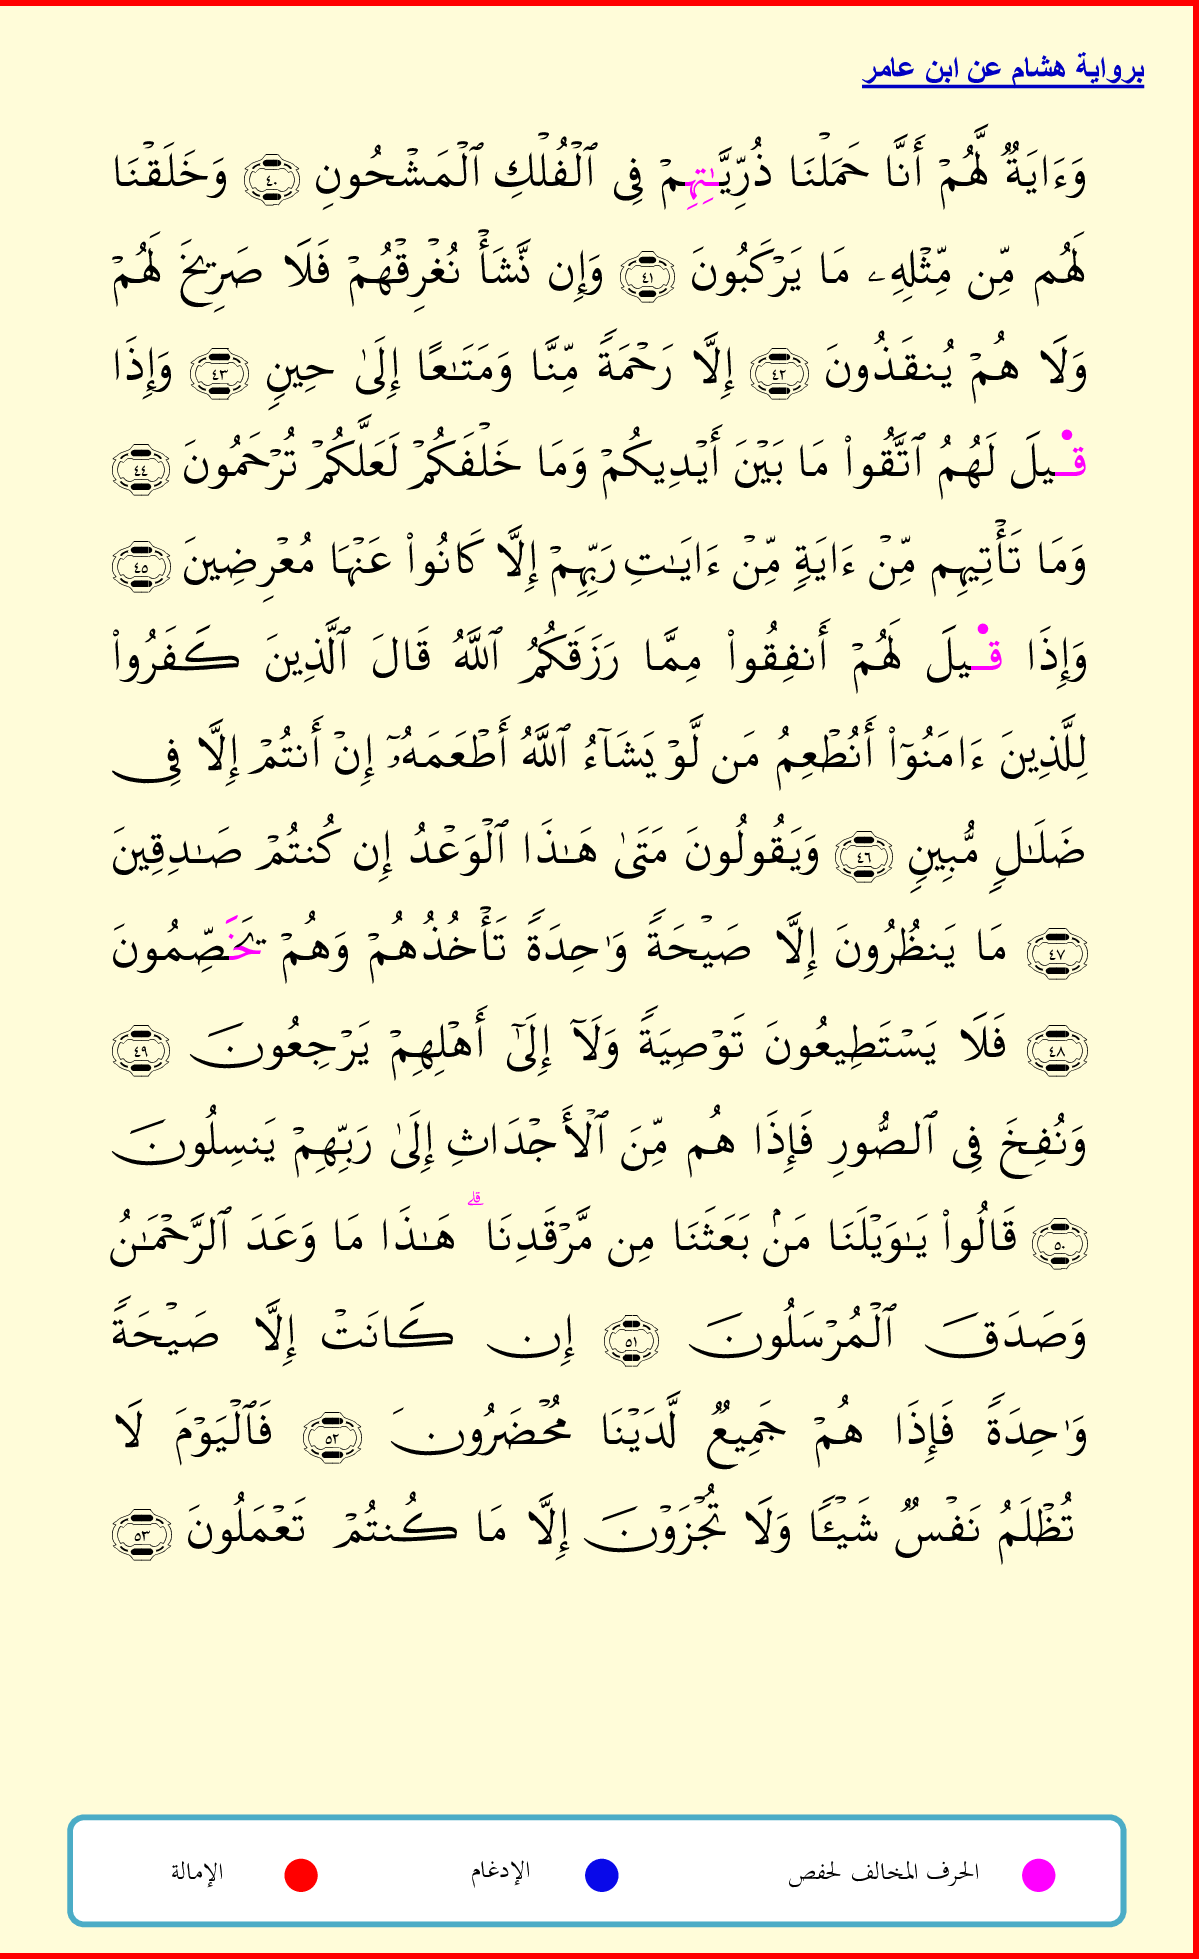 برواية هشام عن ابن عامر
وَءَايَةٌ لَّهُمۡ أَنَّا حَمَلۡنَا ذُرِّيَّـٰتِهِمۡ فِى ٱلۡفُلۡكِ ٱلۡمَشۡحُونِ ٤٠ وَخَلَقۡنَا
لَهُم مِّن مِّثۡلِهِۦ مَا يَرۡكَبُونَ ٤١ وَإِن نَّشَأۡ نُغۡرِقۡهُمۡ فَلَا صَرِيخَ لَهُمۡ
وَلَا هُمۡ يُنقَذُونَ ٤٢ إِلَّا رَحۡمَةً مِّنَّا وَمَتَـٰعًا إِلَىٰ حِينٍ ٤٣ وَإِذَا
قِيلَ لَهُمُ ٱتَّقُواْ مَا بَيۡنَ أَيۡدِيكُمۡ وَمَا خَلۡفَكُمۡ لَعَلَّكُمۡ تُرۡحَمُونَ ٤٤
وَمَا تَأۡتِيهِم مِّنۡ ءَايَةٍ مِّنۡ ءَايَـٰتِ رَبِّهِمۡ إِلَّا كَانُواْ عَنۡهَا مُعۡرِضِينَ ٤٥
وَإِذَا قِيلَ لَهُمۡ أَنفِقُواْ مِمَّا رَزَقَكُمُ ٱللَّهُ قَالَ ٱلَّذِينَ كَفَرُواْ
لِلَّذِينَ ءَامَنُوٓاْ أَنُطۡعِمُ مَن لَّوۡ يَشَآءُ ٱللَّهُ أَطۡعَمَهُۥٓ إِنۡ أَنتُمۡ إِلَّا فِى
ضَلَـٰلٍ مُّبِينٍ ٤٦ وَيَقُولُونَ مَتَىٰ هَـٰذَا ٱلۡوَعۡدُ إِن كُنتُمۡ صَـٰدِقِينَ
٤٧ مَا يَنظُرُونَ إِلَّا صَيۡحَةً وَٰحِدَةً تَأۡخُذُهُمۡ وَهُمۡ يَخَصِّمُونَ
٤٨ فَلَا يَسۡتَطِيعُونَ تَوۡصِيَةً وَلَآ إِلَىٰٓ أَهۡلِهِمۡ يَرۡجِعُونَ ٤٩
وَنُفِخَ فِى ٱلصُّورِ فَإِذَا هُم مِّنَ ٱلۡأَجۡدَاثِ إِلَىٰ رَبِّهِمۡ يَنسِلُونَ
٥٠ قَالُواْ يَـٰوَيۡلَنَا مَنۢ بَعَثَنَا مِن مَّرۡقَدِنَا ۗ هَـٰذَا مَا وَعَدَ ٱلرَّحۡمَـٰنُ
وَصَدَقَ ٱلۡمُرۡسَلُونَ ٥١ إِن كَانَتۡ إِلَّا صَيۡحَةً
وَٰحِدَةً فَإِذَا هُمۡ جَمِيعٌ لَّدَيۡنَا مُحۡضَرُونَ ٥٢ فَٱلۡيَوۡمَ لَا
تُظۡلَمُ نَفۡسٌ شَيۡـًٔا وَلَا تُجۡزَوۡنَ إِلَّا مَا كُنتُمۡ تَعۡمَلُونَ ٥٣
الحرف المخالف لحفص الإدغام الإمالة